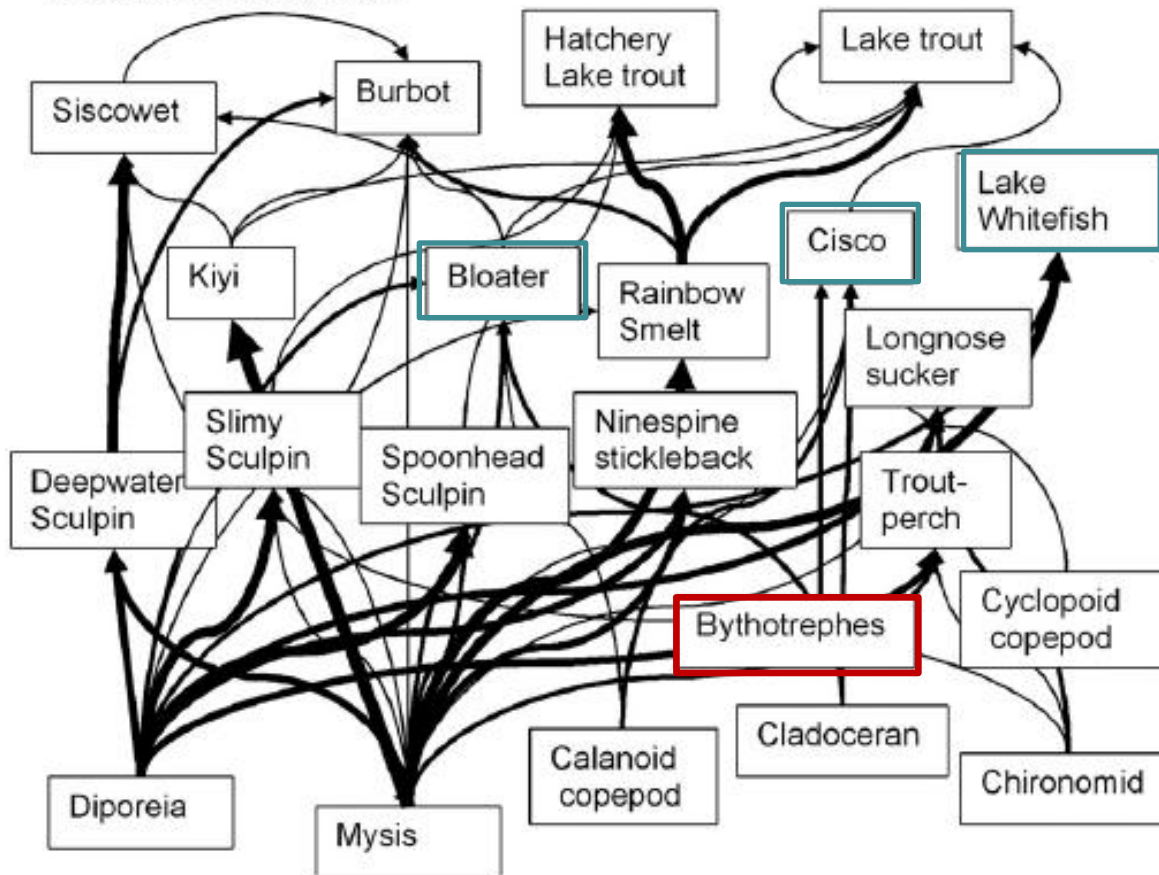 Hatchery
Lake trout
Lake trout
Burbot
Siscowet
Lake
Whitefish
Cisco
Kiyi
Bloater
Rainbow
Smelt
Longnose
sucker
Slimy
Sculpin
Ninespine
stickleback
Spoonhead
Sculpin
Deepwater
Sculpin
Trout-
perch
Bythotrephes
Cyclopoid
copepod
Cladoceran
Calanoid
copepod
Chironomid
Diporeia
Mysis